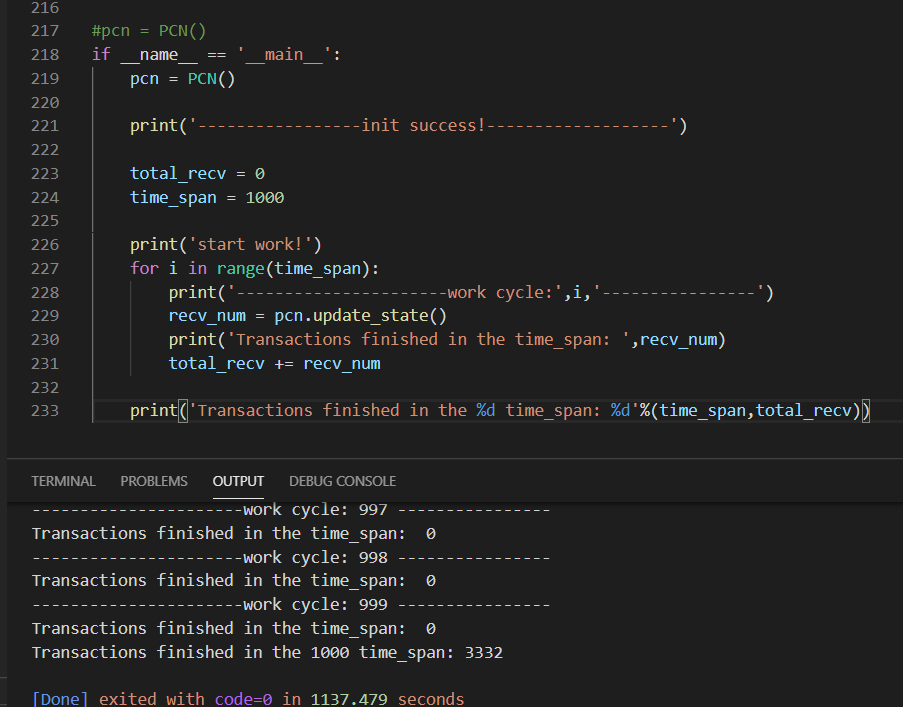 216
217 #pcn = PCN()
218 if __name__ == '__main__':
219 pcn = PCN()
220
221 print('-----------------init success!-------------------')
222
223 total_recv = 0
224 time_span = 1000
225
226 print('start work!')
227 for i in range(time_span):
228 print('----------------------work cycle:',i,'----------------')
229 recv_num = pcn.update_state()
230 print('Transactions finished in the time_span: ',recv_num)
231 total_recv += recv_num
232
233 print('Transactions finished in the %d time_span: %d'%(time_span,total_recv))
TERMINAL PROBLEMS OUTPUT DEBUG CONSOLE
----------------------work cycle: 997 ----------------
Transactions finished in the time_span:  0
----------------------work cycle: 998 ----------------
Transactions finished in the time_span:  0
----------------------work cycle: 999 ----------------
Transactions finished in the time_span:  0
Transactions finished in the 1000 time_span: 3332
[Done] exited with code=0 in 1137.479 seconds